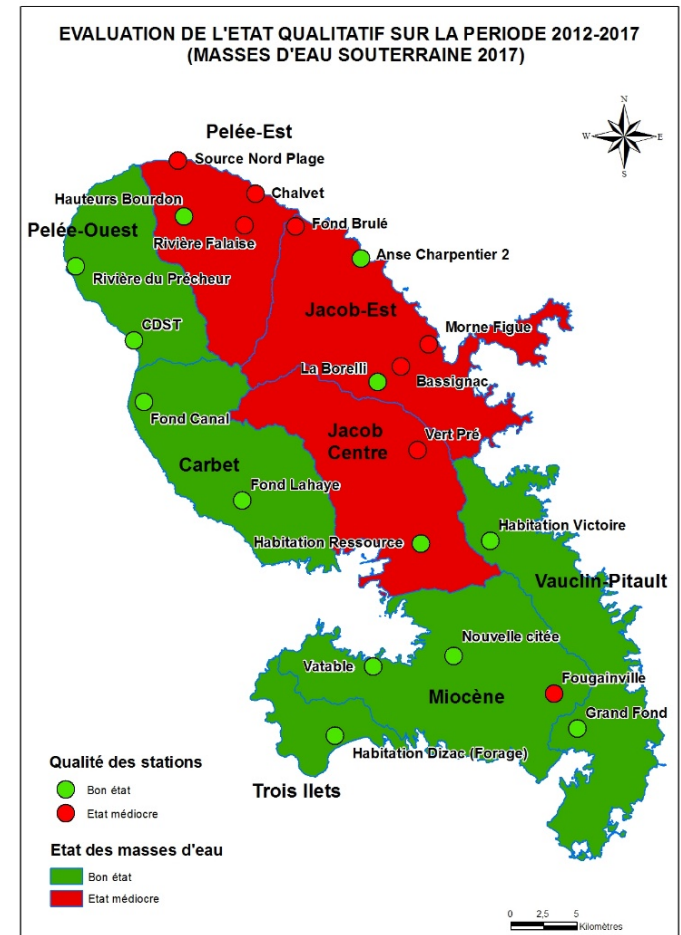 EVALUATION DE L'ETAT QUALITATIF SUR LA PERIODE 2012-2017
(MASSES D'EAU SOUTERRAINE 2017)
N
W
E
S
Pelée-Est
Source Nord Plage
Chalvet
Hauteurs Bourdon
Fond Brulé
Pelée-Ouest
Rivière Falaise
Anse Charpentier 2
Rivière du Prêcheur
Jacob-Est
CDST
Morne Figue
La Borelli
Bassignac
Fond Canal
Jacob
Centre
Vert Pré
Carbet
Fond Lahaye
Habitation Victoire
Habitation Ressource
Vauclin-Pitault
Nouvelle citée
Vatable
Fougainville
Miocène
Grand Fond
Habitation Dizac (Forage)
Trois Ilets
Qualité des stations
Bon état
Etat médiocre
Etat des masses d'eau
Bon état
Etat médiocre
0 2,5 5
Kilomètres